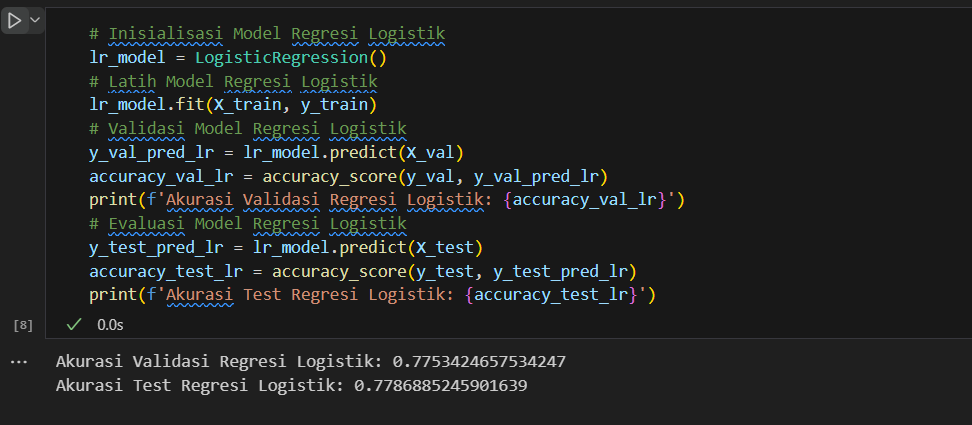 # Inisialisasi Model Regresi Logistik
lr_model = LogisticRegression()
# Latih Model Regresi Logistik
lr_model.fit(X_train, y_train)
# Validasi Model Regresi Logistik
y_val_pred_lr = lr_model.predict(X_val)
accuracy_val_lr = accuracy_score(y_val, y_val_pred_lr)
print(f'Akurasi Validasi Regresi Logistik: {accuracy_val_lr}')
# Evaluasi Model Regresi Logistik
y_test_pred_lr = lr_model.predict(X_test)
accuracy_test_lr = accuracy_score(y_test, y_test_pred_lr)
print(f'Akurasi Test Regresi Logistik: {accuracy_test_lr}')
[8] 0.0s
Akurasi Validasi Regresi Logistik: 0.7753424657534247
Akurasi Test Regresi Logistik: 0.7786885245901639